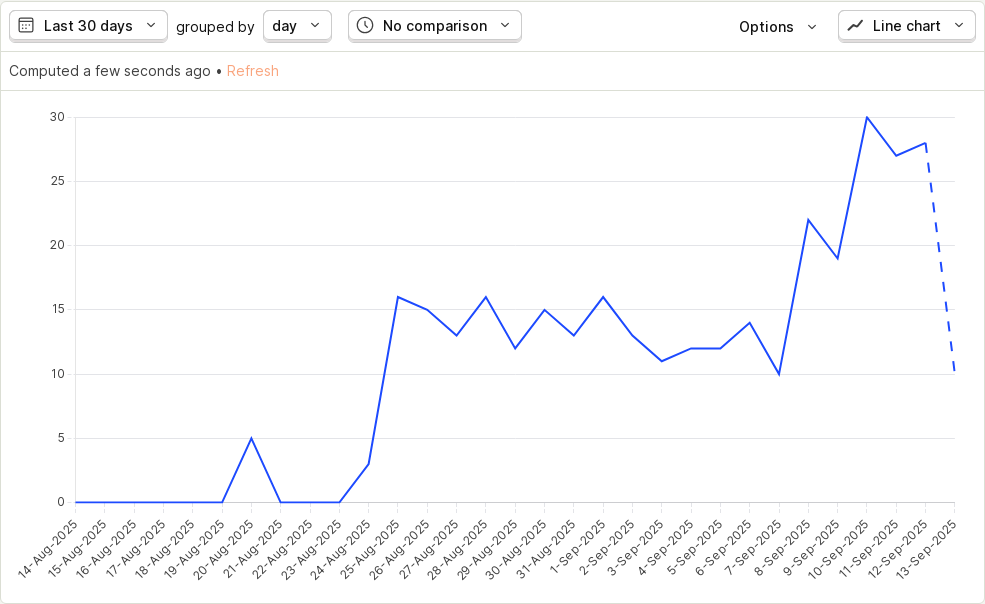 Last 30 days grouped by day No comparison Options Line chart
Computed a few seconds ago • Refresh
30
25
20
15
10
5
0
14-Aug-2025
15-Aug-2025
16-Aug-2025
17-Aug-2025
18-Aug-2025
19-Aug-2025
20-Aug-2025
21-Aug-2025
22-Aug-2025
23-Aug-2025
24-Aug-2025
25-Aug-2025
26-Aug-2025
27-Aug-2025
28-Aug-2025
29-Aug-2025
30-Aug-2025
31-Aug-2025
1-Sep-2025
2-Sep-2025
3-Sep-2025
4-Sep-2025
5-Sep-2025
6-Sep-2025
7-Sep-2025
8-Sep-2025
9-Sep-2025
10-Sep-2025
11-Sep-2025
12-Sep-2025
13-Sep-2025